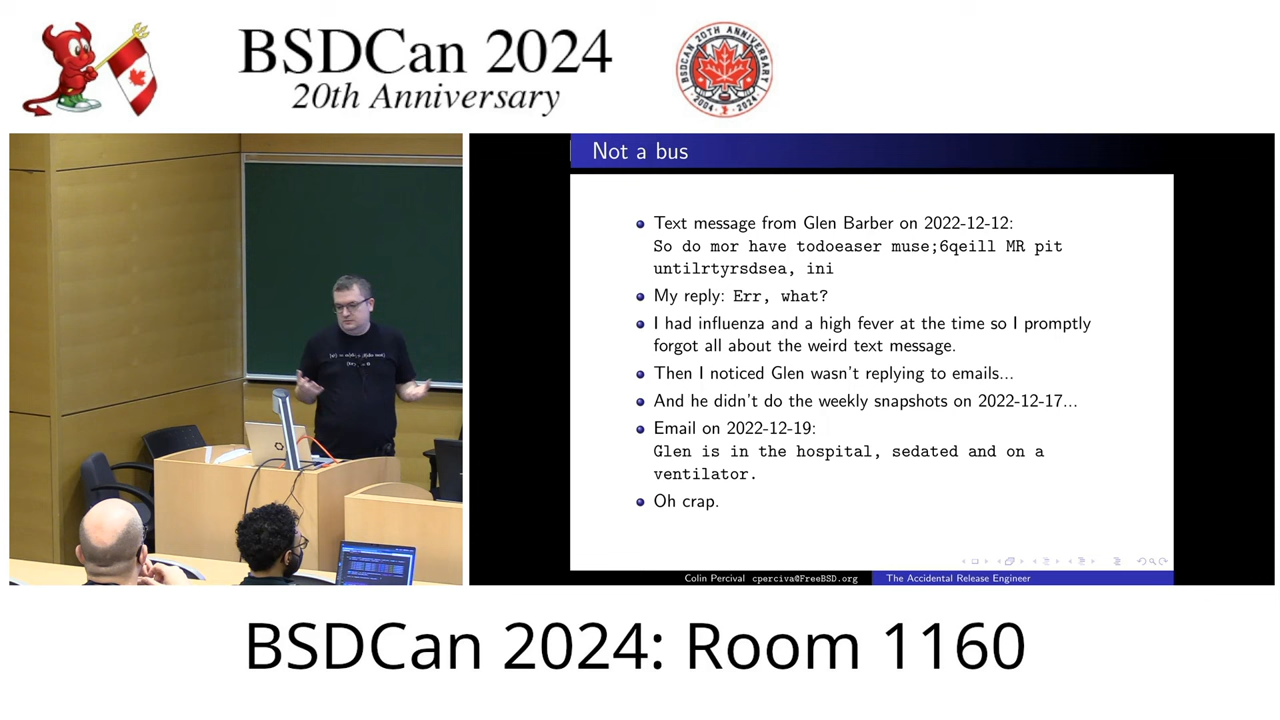 BSDCan 2024
20th Anniversary
BSDCAN 20TH ANNIVERSARY
2004 2024
Not a bus
Text message from Glen Barber on 2022-12-12:
So do mor have todoeaser muse;6qeill MR pit
untilrtyrsdsea, ini
My reply: Err, what?
I had influenza and a high fever at the time so I promptly
forgot all about the weird text message.
Then I noticed Glen wasn't replying to emails...
And he didn't do the weekly snapshots on 2022-12-17...
Email on 2022-12-19:
Glen is in the hospital, sedated and on a
ventilator.
Oh crap.
Colin Percival cperciva@FreeBSD.org
The Accidental Release Engineer
BSDCan 2024: Room 1160